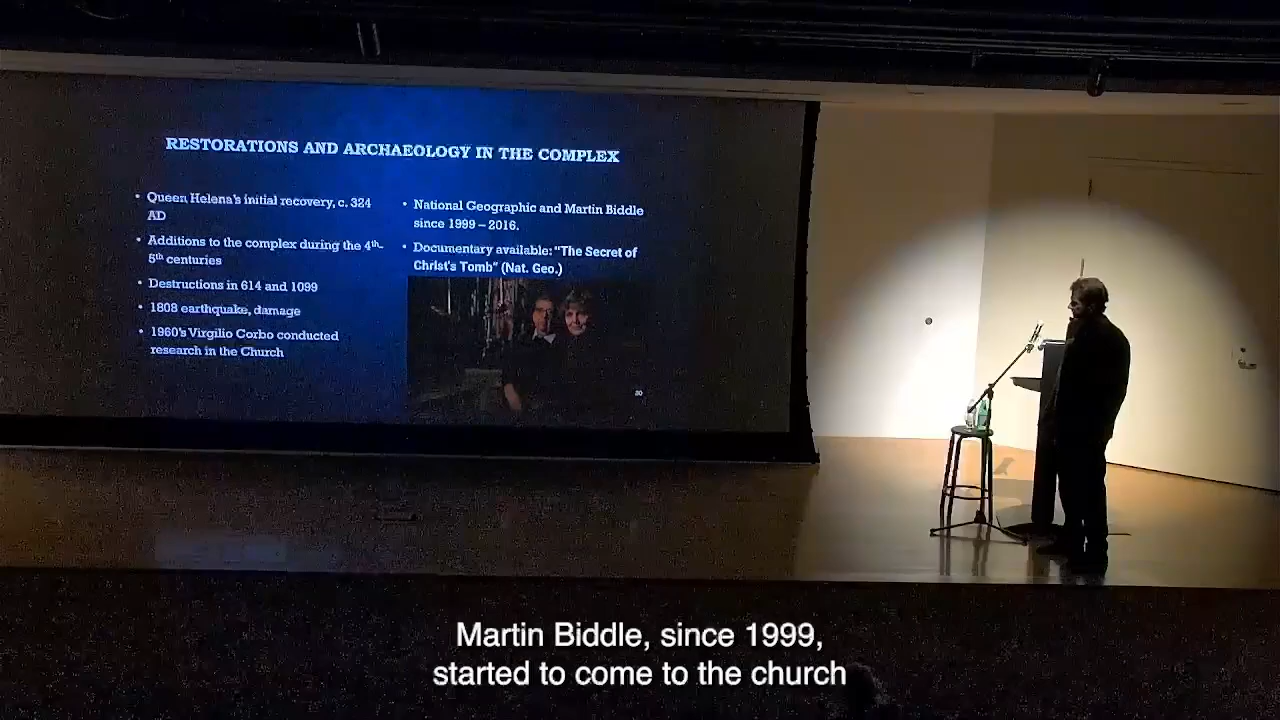 RESTORATIONS AND ARCHAEOLOGY IN THE COMPLEX
• Queen Helena's initial recovery, c. 324
AD
• Additions to the complex during the 4th-
5th centuries
• Destructions in 614 and 1099
• 1808 earthquake, damage
• 1960's Virgilio Corbo conducted
research in the Church
• National Geographic and Martin Biddle
since 1999 – 2016.
• Documentary available: "The Secret of
Christ's Tomb" (Nat. Geo.)
20
Martin Biddle, since 1999,
started to come to the church